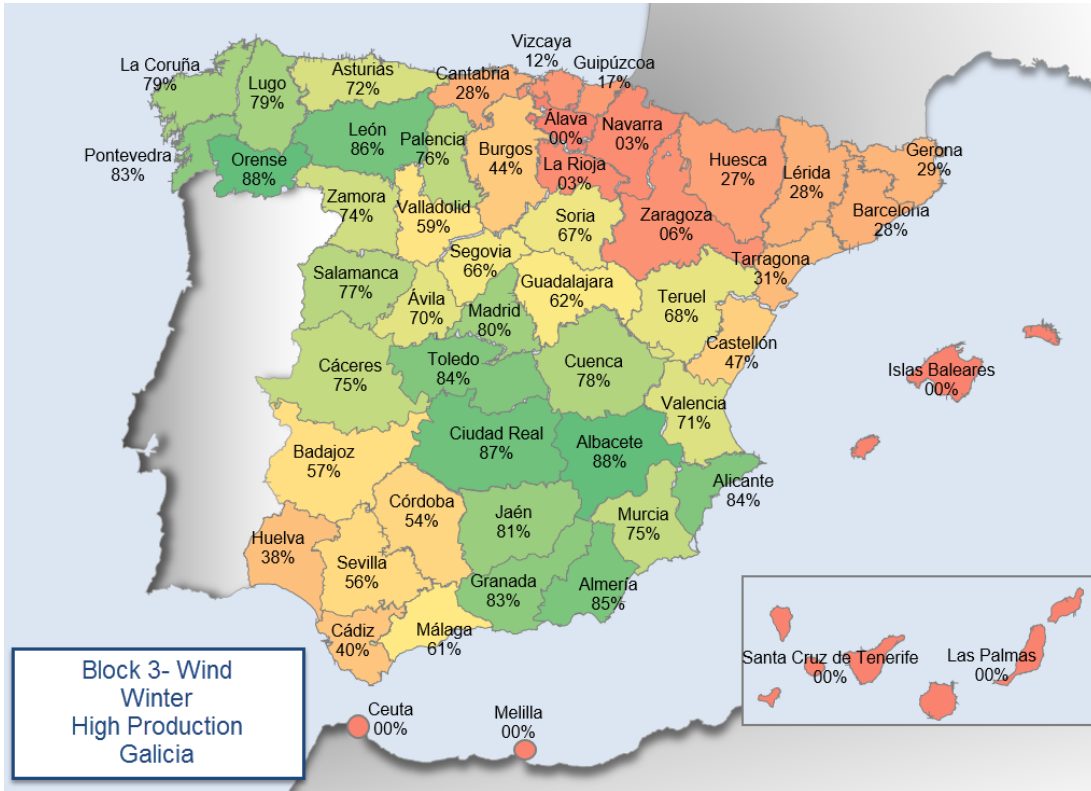 Vizcaya
12%
Guipúzcoa
17%
La Coruña
79%
Lugo
79%
Asturias
72%
Cantabria
28%
Álava
00%
Navarra
03%
Pontevedra
83%
Orense
88%
León
86%
Palencia
76%
Burgos
44%
La Rioja
03%
Huesca
27%
Lérida
28%
Gerona
29%
Zamora
74%
Valladolid
59%
Soria
67%
Zaragoza
06%
Barcelona
28%
Tarragona
31%
Salamanca
77%
Ávila
70%
Segovia
66%
Madrid
80%
Guadalajara
62%
Teruel
68%
Castellón
47%
Cáceres
75%
Toledo
84%
Cuenca
78%
Valencia
71%
Islas Baleares
00%
Badajoz
57%
Ciudad Real
87%
Albacete
88%
Alicante
84%
Huelva
38%
Sevilla
56%
Córdoba
54%
Jaén
81%
Murcia
75%
Granada
83%
Almería
85%
Cádiz
40%
Málaga
61%
Santa Cruz de Tenerife
00%
Las Palmas
00%
Ceuta
00%
Melilla
00%
Block 3- Wind
Winter
High Production
Galicia